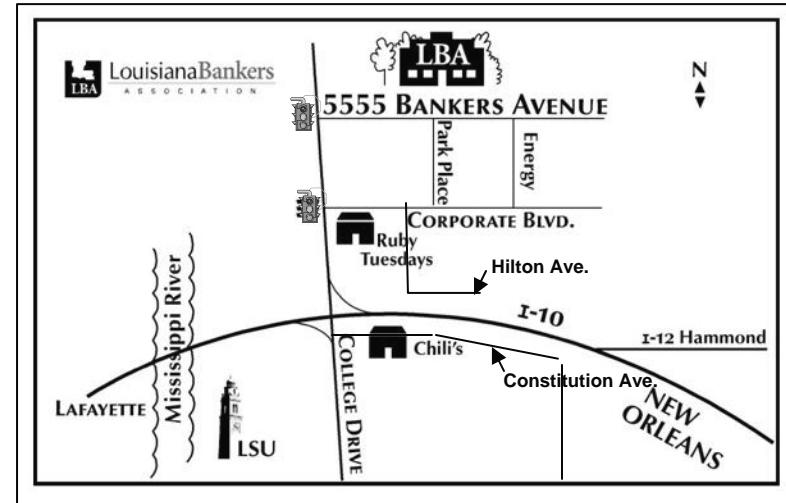 LBA
LBA
LouisianaBankers
ASSOCIATION
N
5555 BANKERS AVENUE
Park Place
Energy
CORPORATE BLVD.
Ruby
Tuesdays
Hilton Ave.
Mississippi River
I-10
I-12 Hammond
Chili's
Constitution Ave.
COLLEGE DRIVE
LAFAYETTE
LSU
NEW
ORLEANS